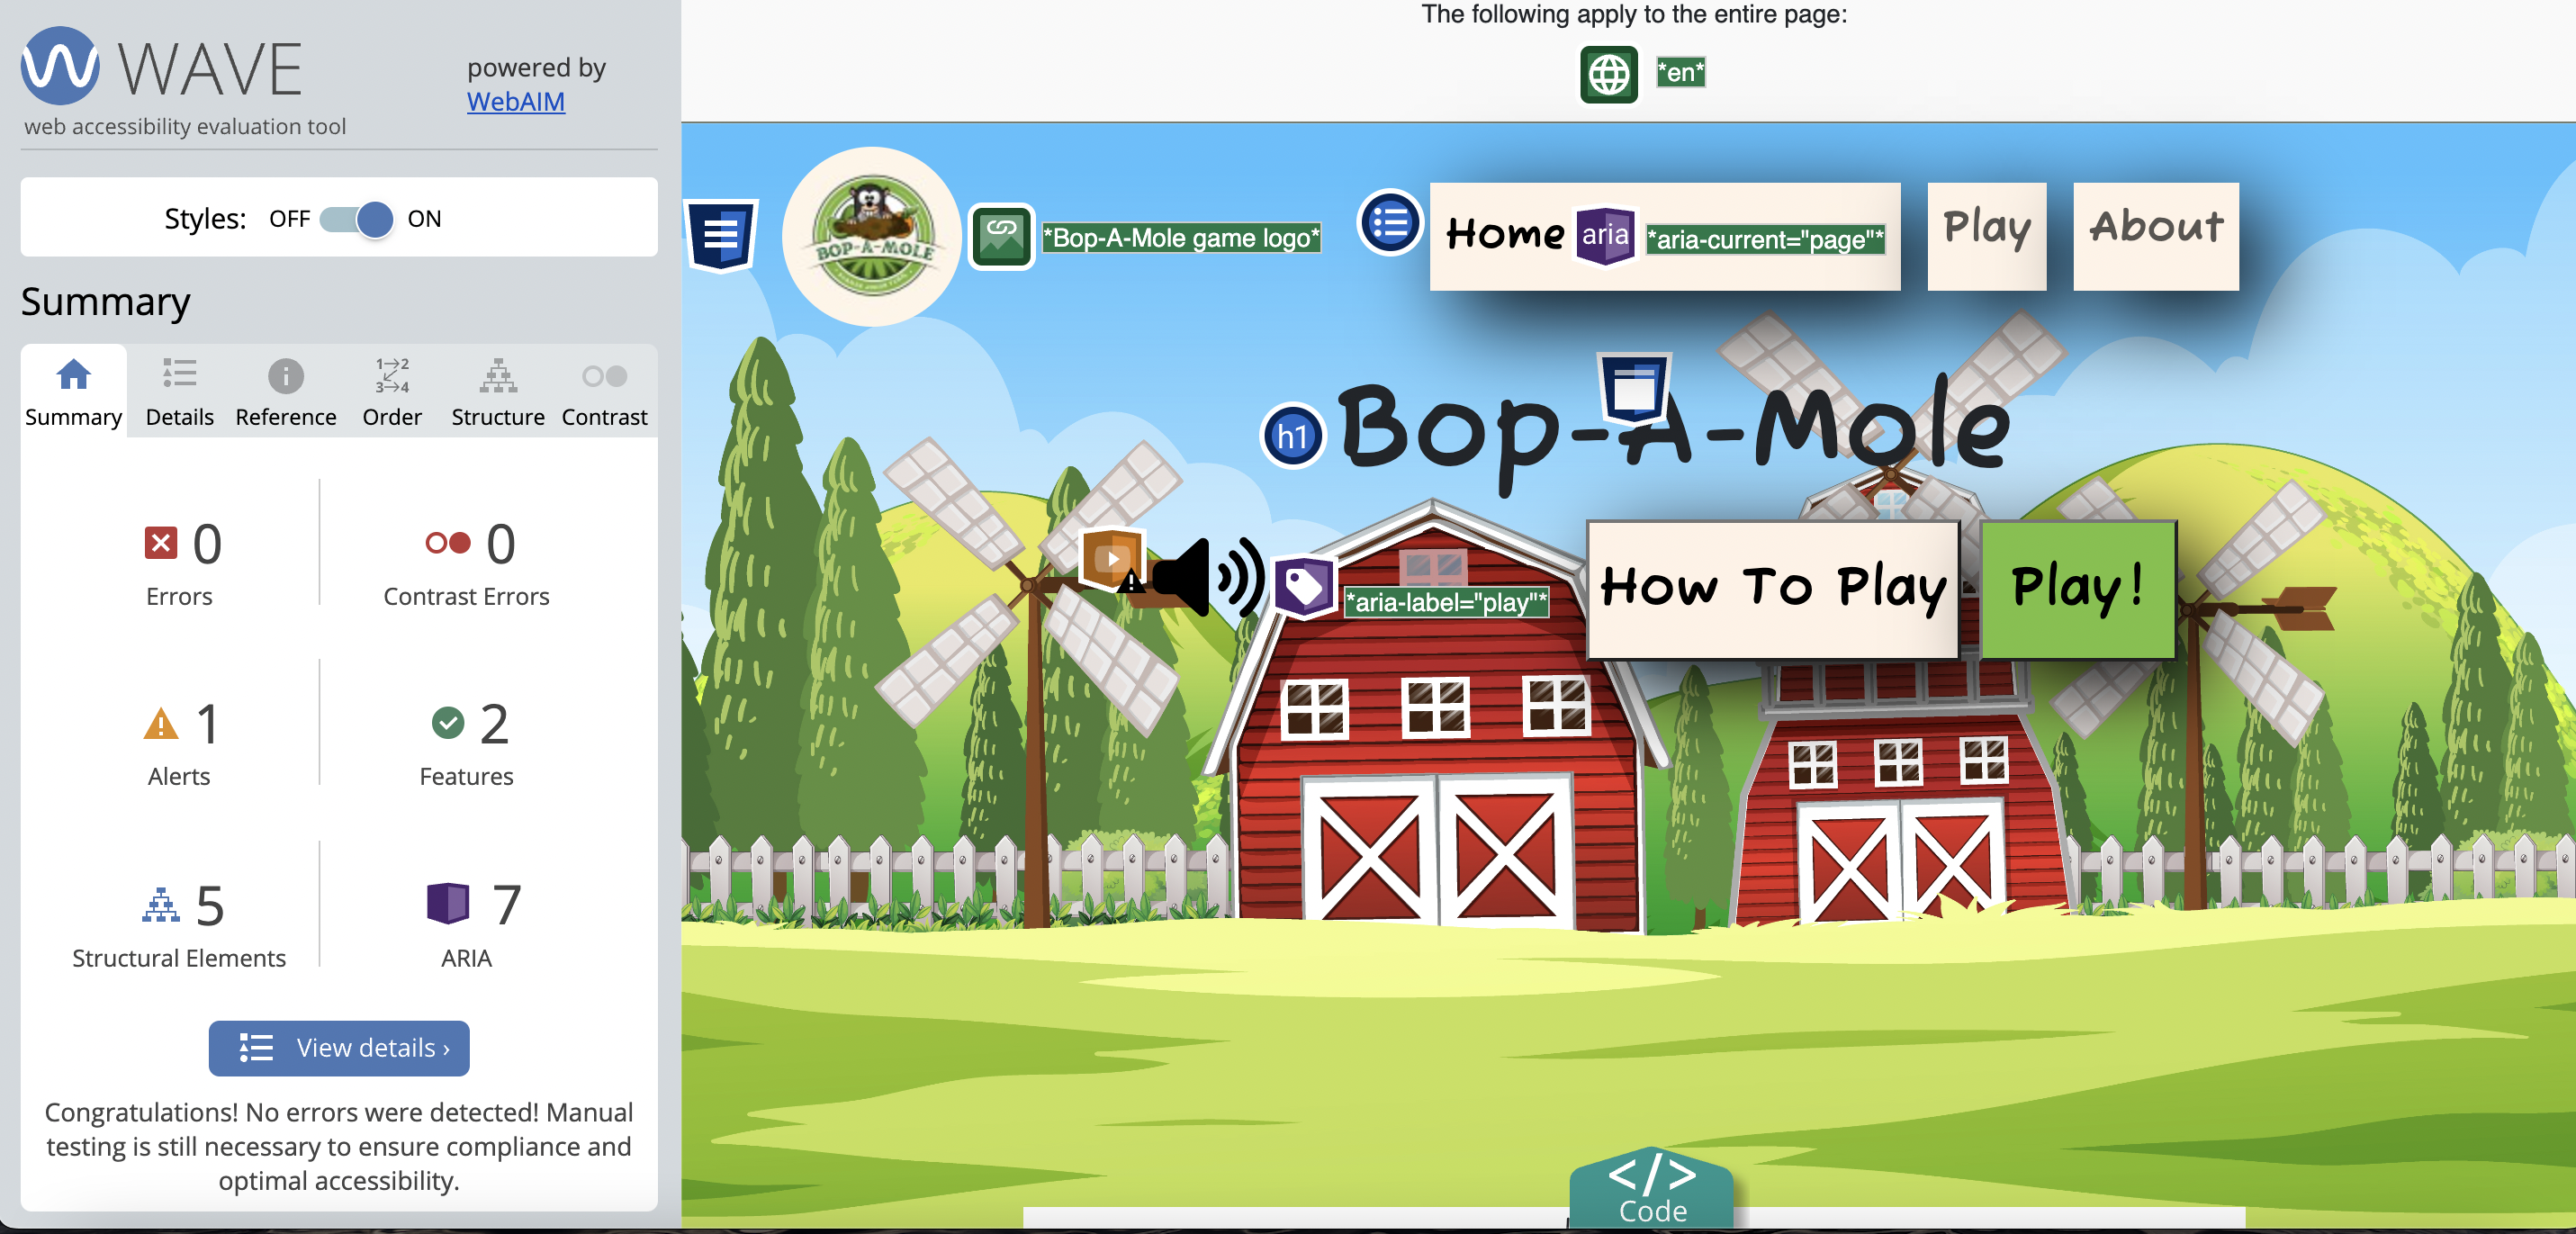 WAVE
powered by
WebAIM
web accessibility evaluation tool
Styles: OFF ON
Summary
Summary Details Reference Order Structure Contrast
1→2
3→4
0
Errors
0
Contrast Errors
1
Alerts
2
Features
5
Structural Elements
7
ARIA
View details ›
Congratulations! No errors were detected! Manual
testing is still necessary to ensure compliance and
optimal accessibility.
The following apply to the entire page:
*en*
BOP-A-MOLE
*Bop-A-Mole game logo*
Home aria *aria-current="page"*
Play
About
h1 Bop-A-Mole
*aria-label="play"*
How To Play
Play!
</>
Code